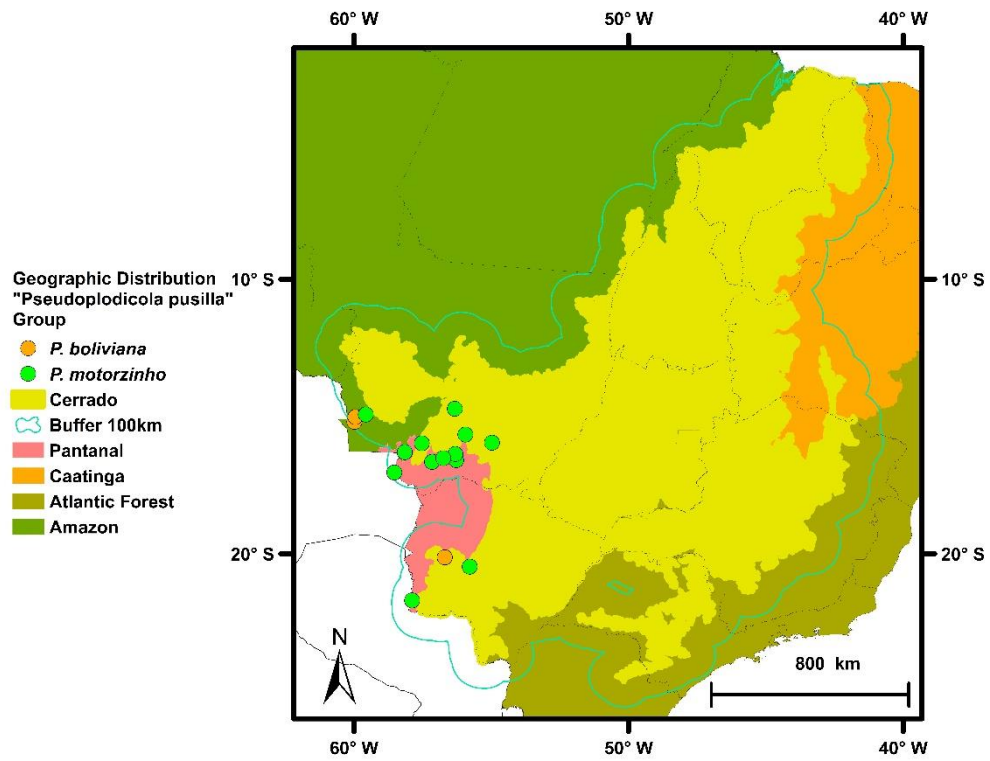 60° W 50° W 40° W
Geographic Distribution
"Pseudoplodicola pusilla"
Group
P. boliviana
P. motorzinho
Cerrado
Buffer 100km
Pantanal
Caatinga
Atlantic Forest
Amazon
10° S 10° S
20° S 20° S
N
800 km
60° W 50° W 40° W